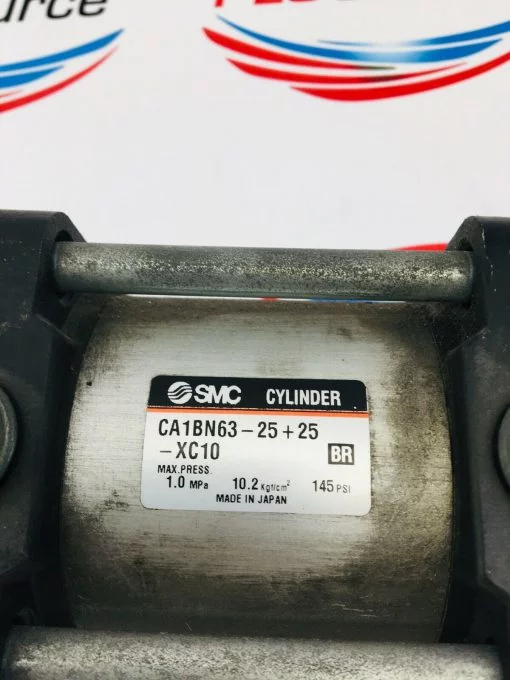 ource
SMC CYLINDER
CA1BN63-25+25
-XC10 BR
MAX.PRESS.
1.0 MPa 10.2 Kgf/cm² 145 PSI
MADE IN JAPAN